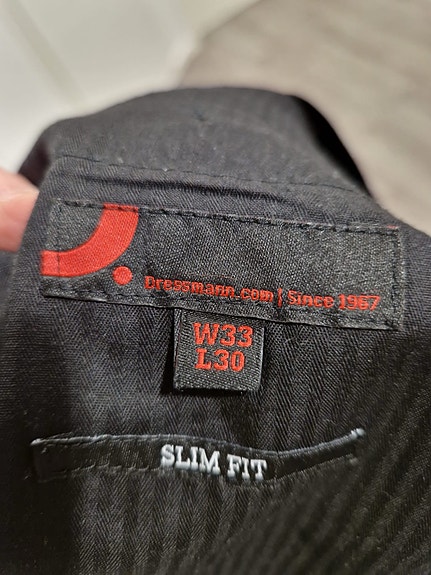 Dressmann.com | Since 1967
W33
L30
SLIM FIT